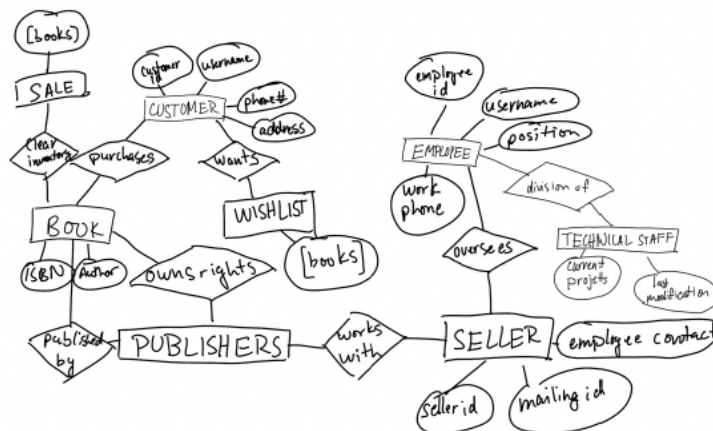 [books]
SALE
clear
inventory
customer
id
username
CUSTOMER
phone#
address
purchases
wants
BOOK
ISBN
Author
WISHLIST
[books]
owns rights
published
by
PUBLISHERS
works
with
employee
id
username
position
EMPLOYEE
work
phone
division of
TECHNICAL STAFF
current
projets
last
modification
oversees
SELLER
employee contact
seller id
mailing id